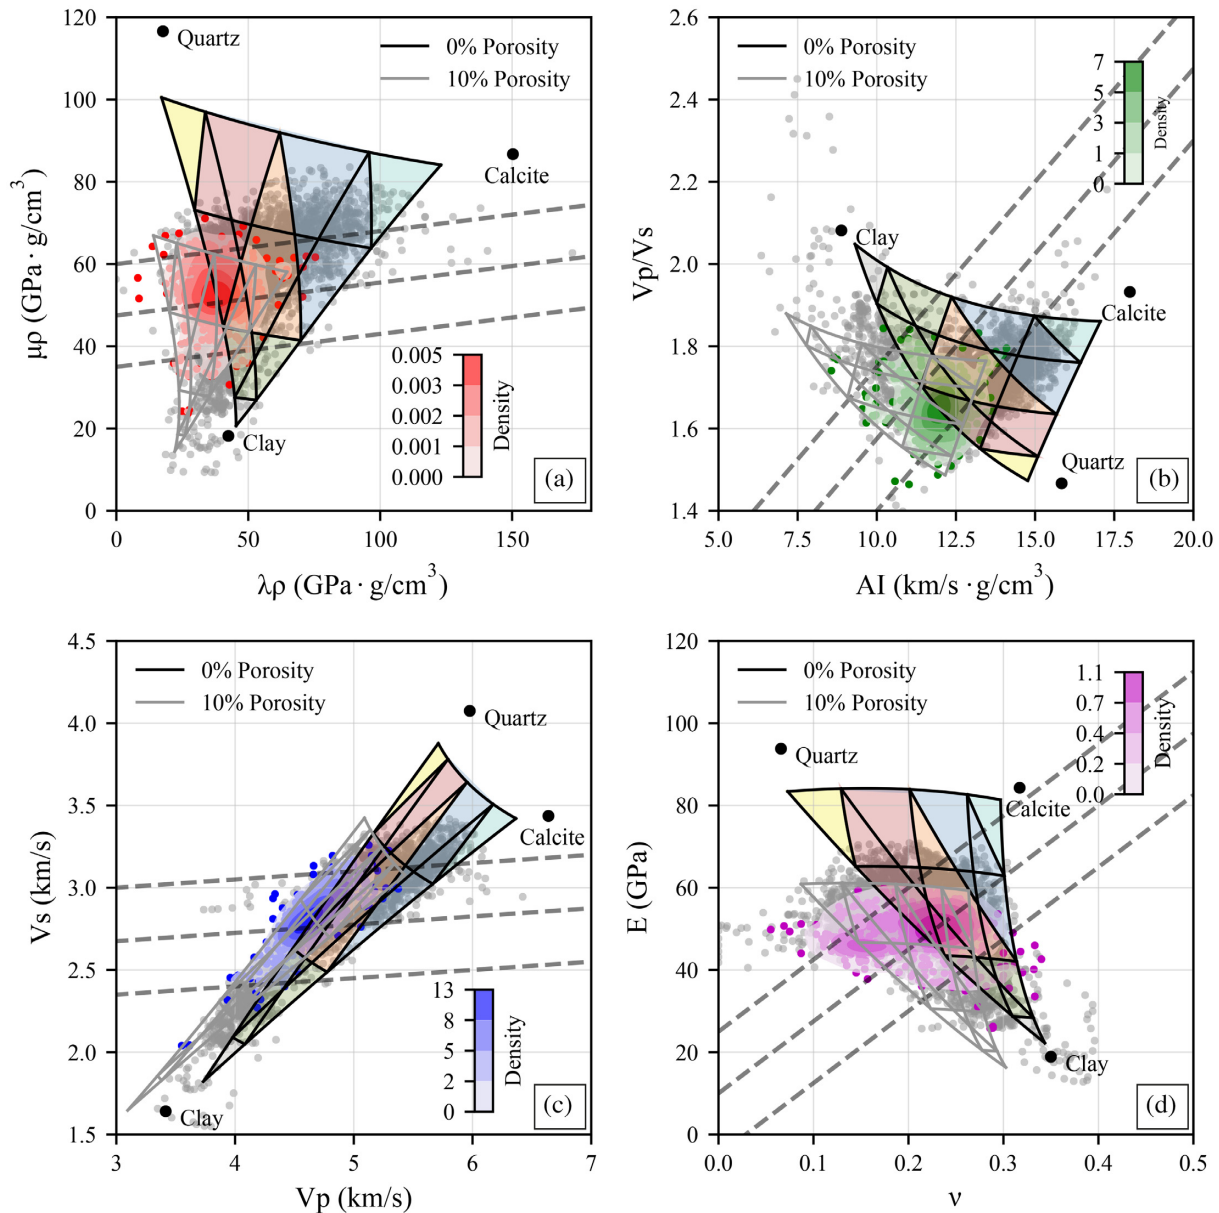 120
100
80
60
40
20
0
μρ (GPa · g/cm³)
0
50
100
150
λρ (GPa · g/cm³)
Quartz
Calcite
Clay
0% Porosity
10% Porosity
0.005
0.003
0.002
0.001
0.000
Density
(a)
2.6
2.4
2.2
2.0
1.8
1.6
1.4
Vp/Vs
5.0
7.5
10.0
12.5
15.0
17.5
20.0
AI (km/s · g/cm³)
0% Porosity
10% Porosity
7
5
3
1
0
Density
Clay
Calcite
Quartz
(b)
4.5
4.0
3.5
3.0
2.5
2.0
1.5
Vs (km/s)
3
4
5
6
7
Vp (km/s)
0% Porosity
10% Porosity
Quartz
Calcite
Clay
13
8
5
2
0
Density
(c)
120
100
80
60
40
20
0
E (GPa)
0.0
0.1
0.2
0.3
0.4
0.5
ν
0% Porosity
10% Porosity
1.1
0.7
0.4
0.2
0.0
Density
Quartz
Calcite
Clay
(d)